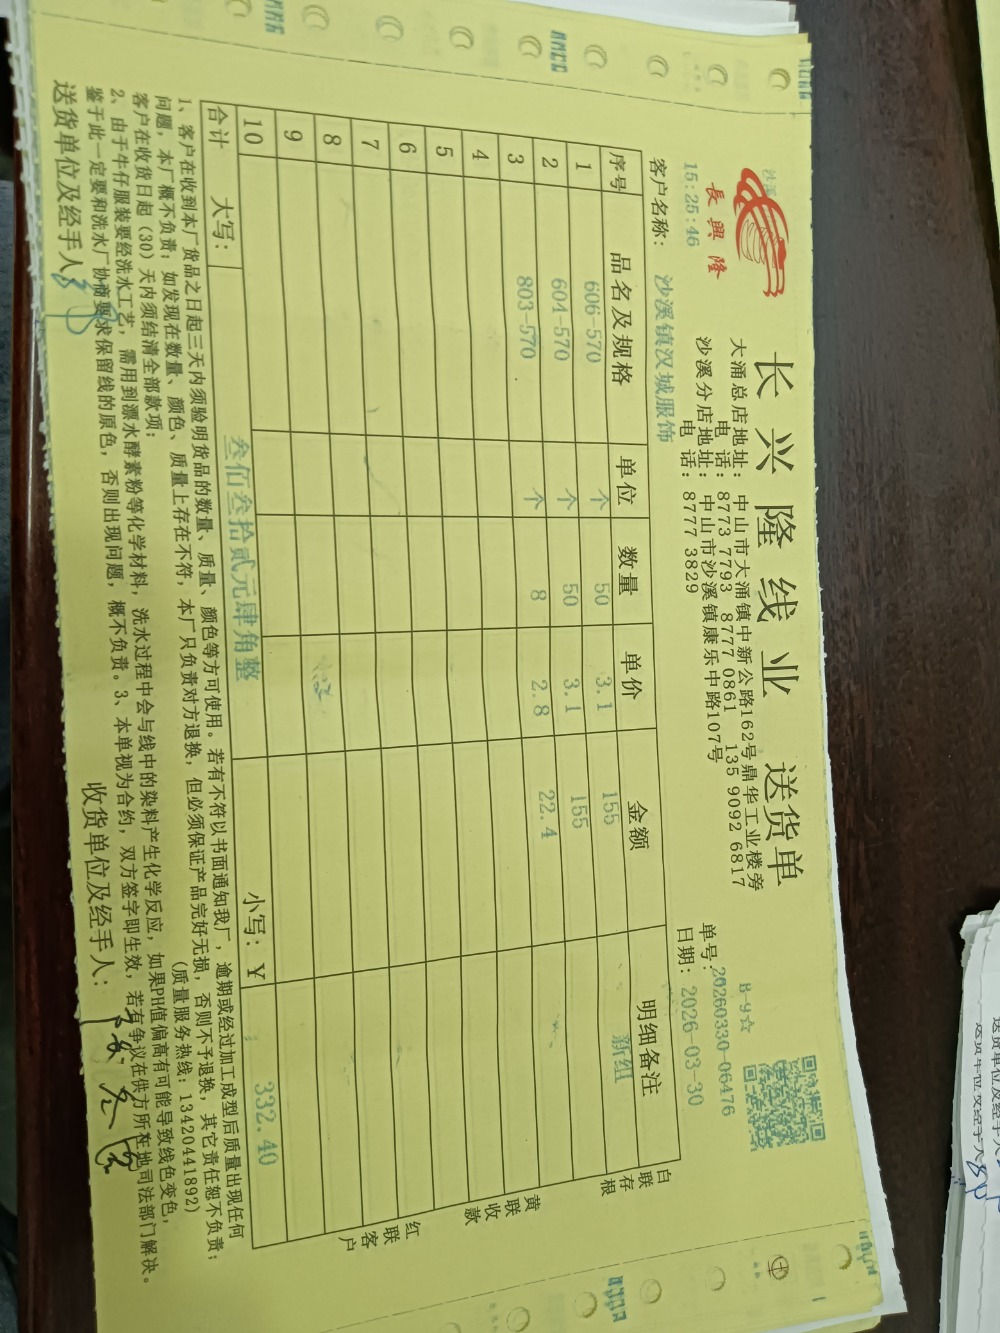 沙溪
長興隆
15:25:46
长兴隆线业 送货单
大涌总店地址: 中山市大涌镇中新公路162号鼎华工业楼旁
电 话: 8773 7793 8777 0861 135 9092 6817
沙溪分店地址: 中山市沙溪镇康乐中路107号
电 话: 8777 3829
B-9☆
单号: 20260330-06476
日期: 2026-03-30
客户名称: 沙溪镇汉城服饰
序号 品名及规格 单位 数量 单价 金额 明细备注
1 606-570 个 50 3.1 155 新组
2 604-570 个 50 3.1 155
3 803-570 个 8 2.8 22.4
4
5
6
7
8
9
10
合计 大写: 叁佰叁拾贰元肆角整 小写: ¥ 332.40
白联存根
黄联收款
红联客户
1、客户在收到本厂货品之日起三天内须验明货品的数量、质量、颜色等方可使用。若有不符以书面通知我厂，逾期或经过加工成型后质量出现任何
问题，本厂概不负责；如发现在数量、颜色、质量上存在不符，本厂只负责对方退换，但必须保证产品完好无损，否则不予退换，其它责任恕不负责；
客户在收货日起（30）天内须结清全部款项； （质量服务热线：13420441892）
2、由于牛仔服装要经洗水工艺，需用到漂水酵素粉等化学材料，洗水过程中会与线中的染料产生化学反应，如果PH值偏高有可能导致线色变色，
鉴于此一定要和洗水厂协商要求保留线的原色，否则出现问题，概不负责。3、本单视为合约，双方签字即生效，若有争议在供方所在地司法部门解决。
送货单位及经手人: 收货单位及经手人: